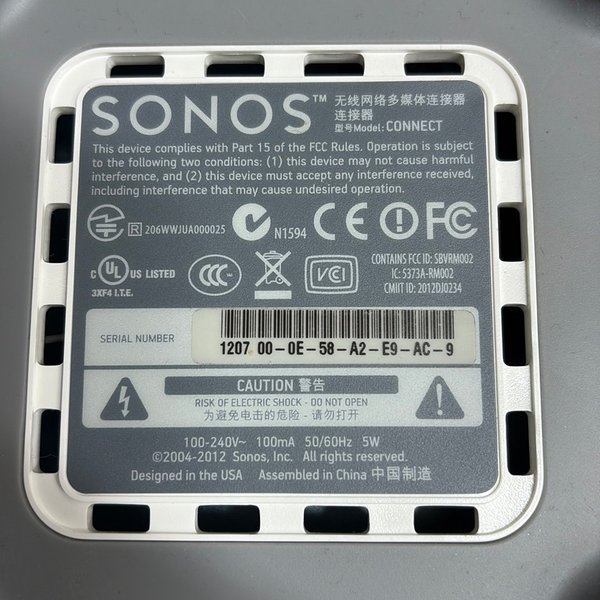 SONOS™ 无线网络多媒体连接器
连接器
型号Model: CONNECT
This device complies with Part 15 of the FCC Rules. Operation is subject
to the following two conditions: (1) this device may not cause harmful
interference, and (2) this device must accept any interference received,
including interference that may cause undesired operation.
R 206WWJUA000025 N1594 CE FC
CONTAINS FCC ID: SBVRM002
IC: 5373A-RM002
CMIIT ID: 2012DJ0234
c UL US LISTED
3XF4 I.T.E.
CCC
VCI
SERIAL NUMBER
1207 00-0E-58-A2-E9-AC-9
CAUTION 警告
RISK OF ELECTRIC SHOCK - DO NOT OPEN
为避免电击的危险 - 请勿打开
100-240V~ 100mA 50/60Hz 5W
©2004-2012 Sonos, Inc. All rights reserved.
Designed in the USA Assembled in China 中国制造